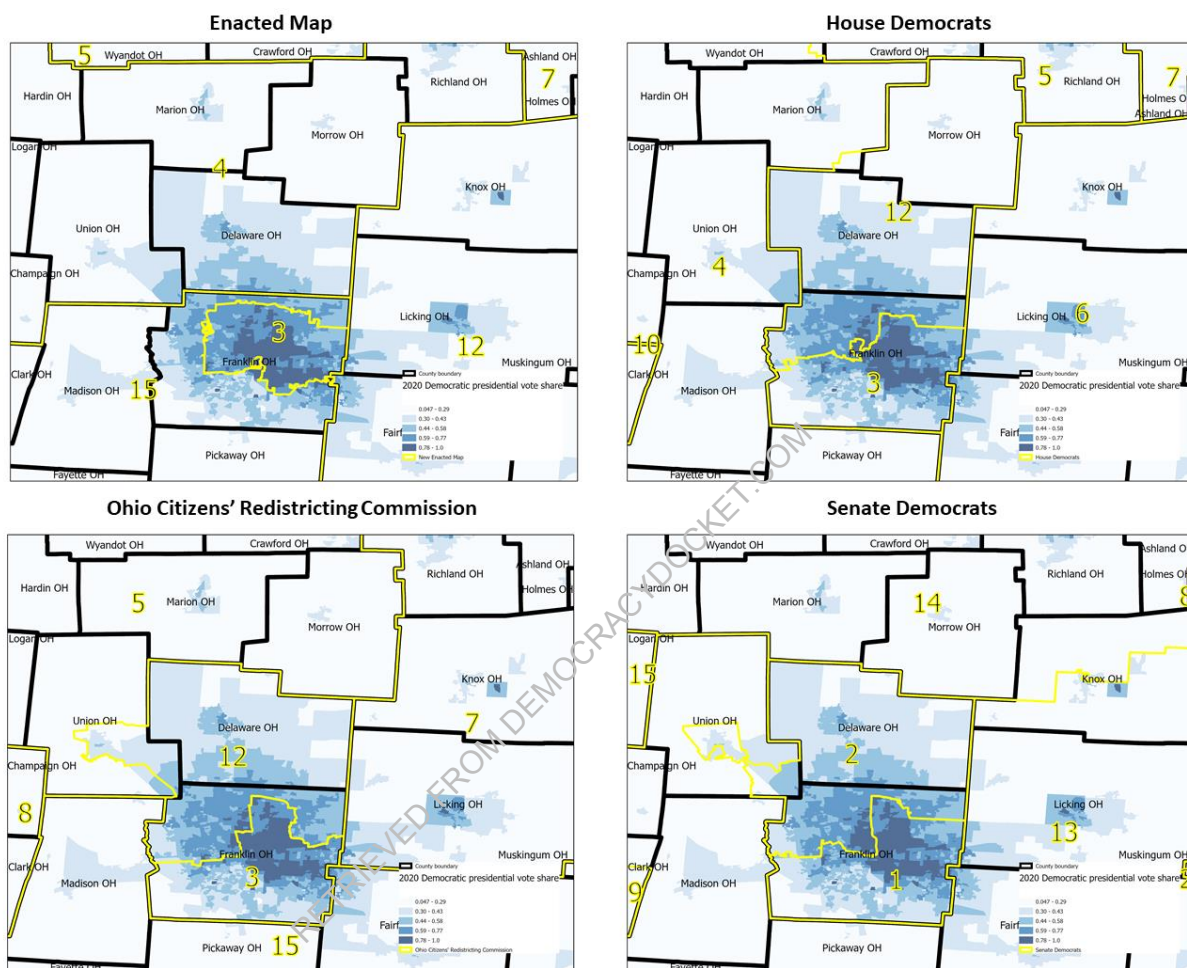 Enacted Map
5
Wyandot OH
Crawford OH
Ashland OH
Richland OH
7
Hardin OH
Marion OH
Holmes O
Morrow OH
Logan OH
4
Knox OH
Union OH
Delaware OH
Champaign OH
3
Licking OH
12
Franklin OH
Muskingum OH
Clark OH
Madison OH
15
County boundary
2020 Democratic presidential vote share
0.047 - 0.29
0.30 - 0.43
0.44 - 0.58
0.59 - 0.77
0.78 - 1.0
New Enacted Map
Fairf
Pickaway OH
Fayette OH
House Democrats
Wyandot OH
Crawford OH
5
Richland OH
7
Hardin OH
Marion OH
Holmes O
Ashland OH
Morrow OH
Logan OH
Knox OH
12
Union OH
Delaware OH
4
Champaign OH
Licking OH
6
10
Franklin OH
Muskingum OH
Clark OH
Madison OH
3
County boundary
2020 Democratic presidential vote share
0.047 - 0.29
0.30 - 0.43
0.44 - 0.58
0.59 - 0.77
0.78 - 1.0
House Democrats
Fairf
Pickaway OH
Fayette OH
Ohio Citizens' Redistricting Commission
Wyandot OH
Crawford OH
Ashland OH
Richland OH
Hardin OH
5
Marion OH
Holmes OH
Morrow OH
Logan OH
Knox OH
Union OH
7
Delaware OH
12
Champaign OH
8
Licking OH
Franklin OH
Muskingum OH
Clark OH
3
Madison OH
County boundary
2020 Democratic presidential vote share
0.047 - 0.29
0.30 - 0.43
0.44 - 0.58
0.59 - 0.77
0.78 - 1.0
Ohio Citizens' Redistricting Commission
Fairf
Pickaway OH
15
Fayette OH
Senate Democrats
Wyandot OH
Crawford OH
Ashland O
Richland OH
Hardin OH
Marion OH
14
Holmes O
8
Morrow OH
Logan OH
15
Knox OH
Union OH
Delaware OH
2
Champaign OH
Licking OH
13
Franklin OH
Muskingum OH
Clark OH
9
Madison OH
1
County boundary
2020 Democratic presidential vote share
0.047 - 0.29
0.30 - 0.43
0.44 - 0.58
0.59 - 0.77
0.78 - 1.0
Senate Democrats
Fairf
Pickaway OH
Fayette OH
RETRIEVED FROM DEMOCRACYDOCKET.COM